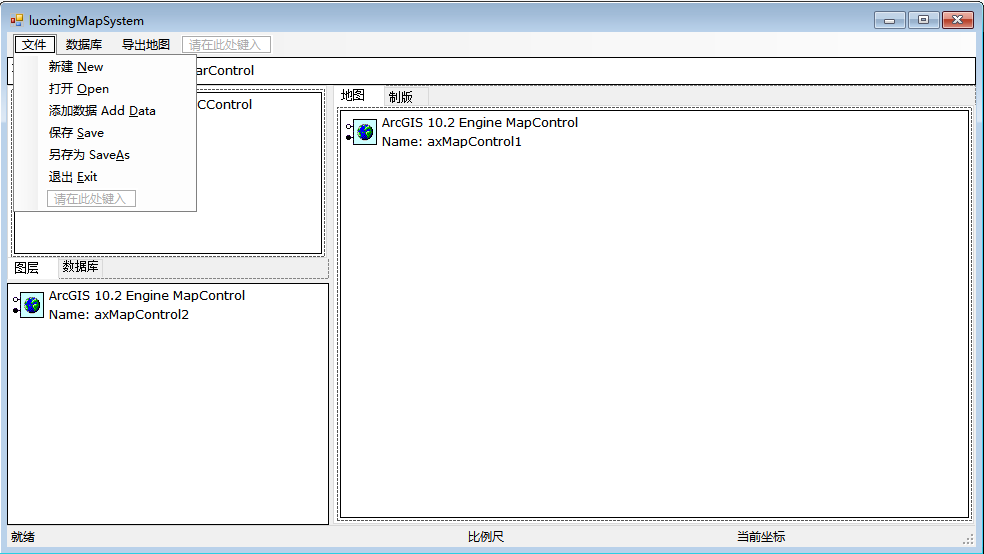 luomingMapSystem
文件 数据库 导出地图 请在此处键入
arControl
新建 New
打开 Open
添加数据 Add Data
保存 Save
另存为 SaveAs
退出 Exit
请在此处键入
CControl
图层 数据库
ArcGIS 10.2 Engine MapControl
Name: axMapControl2
地图 制版
ArcGIS 10.2 Engine MapControl
Name: axMapControl1
就绪 比例尺 当前坐标